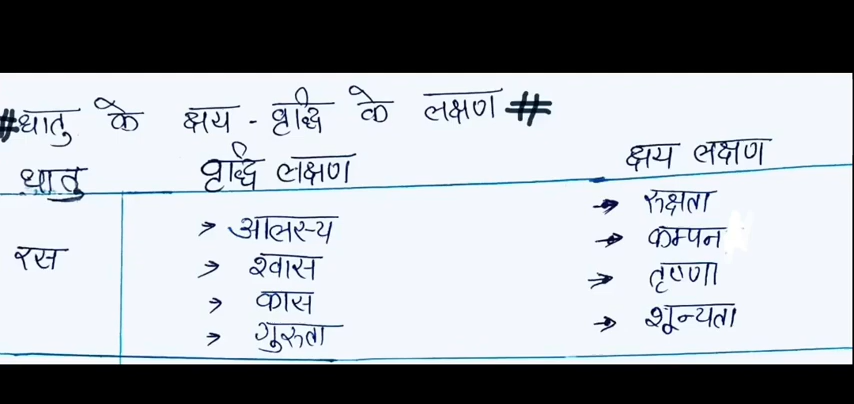 #धातु के क्षय - वृद्धि के लक्षण#
धातु वृद्धि लक्षण क्षय लक्षण
रस
> आलस्य
> श्वास
> कास
> गुरुता
→ रुक्षता
→ कम्पन
→ तृष्णा
→ शून्यता